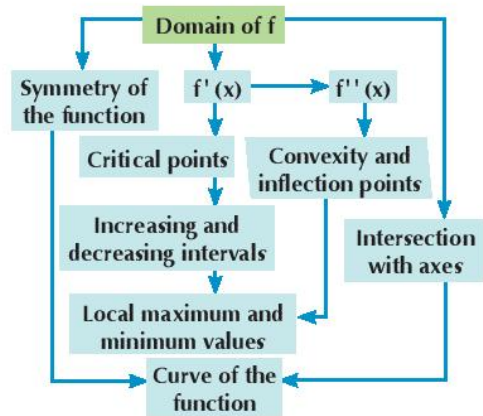 Domain of f
Symmetry of
the function
f'(x)
f''(x)
Critical points
Convexity and
inflection points
Increasing and
decreasing intervals
Intersection
with axes
Local maximum and
minimum values
Curve of the
function